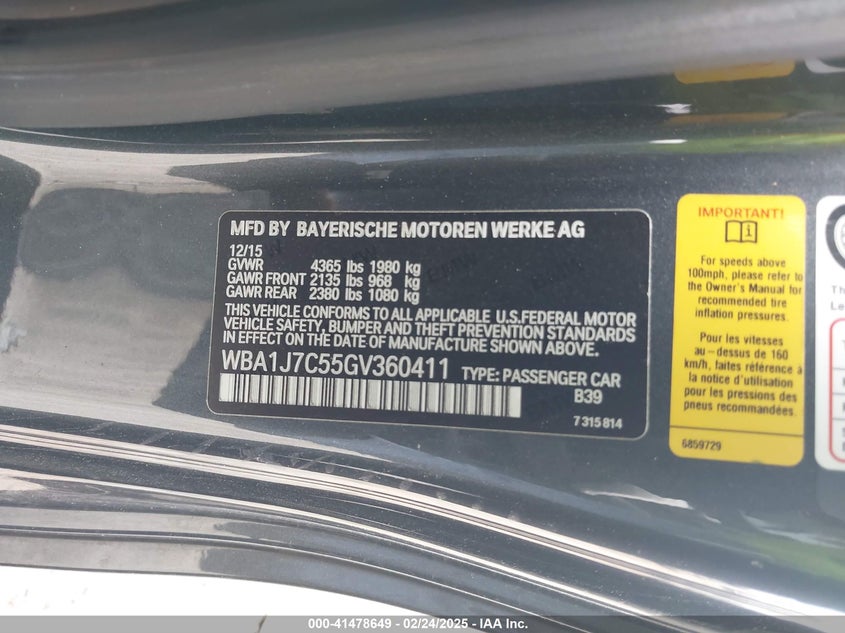 MFD BY BAYERISCHE MOTOREN WERKE AG
12/15
GVWR 4365 lbs 1980 kg
GAWR FRONT 2135 lbs 968 kg
GAWR REAR 2380 lbs 1080 kg
THIS VEHICLE CONFORMS TO ALL APPLICABLE U.S.FEDERAL MOTOR
VEHICLE SAFETY, BUMPER AND THEFT PREVENTION STANDARDS
IN EFFECT ON THE DATE OF MANUFACTURE SHOWN ABOVE.
WBA1J7C55GV360411 TYPE: PASSENGER CAR
B39
7 315 814
IMPORTANT!
For speeds above
100mph, please refer to
the Owner's Manual for
recommended tire
inflation pressures.
Pour les vitesses
au-dessus de 160
km/h, faites référence à
la notice d'utilisation
pour les pressions des
pneus recommandées.
6859729
000-41478649 - 02/24/2025 - IAA Inc.